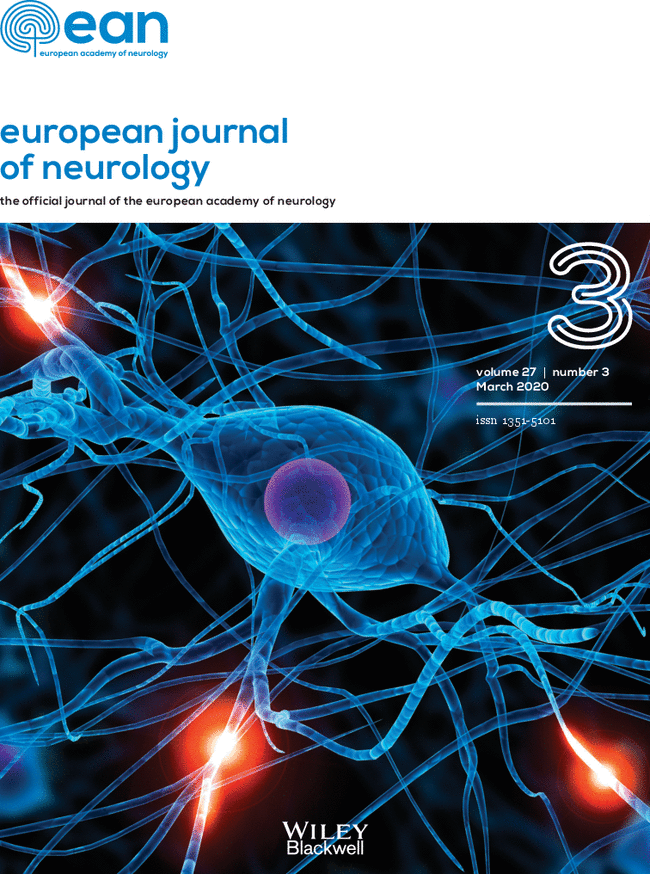 ean
european academy of neurology
european journal
of neurology
the official journal of the european academy of neurology
3
volume 27 | number 3
March 2020
issn 1351-5101
WILEY
Blackwell